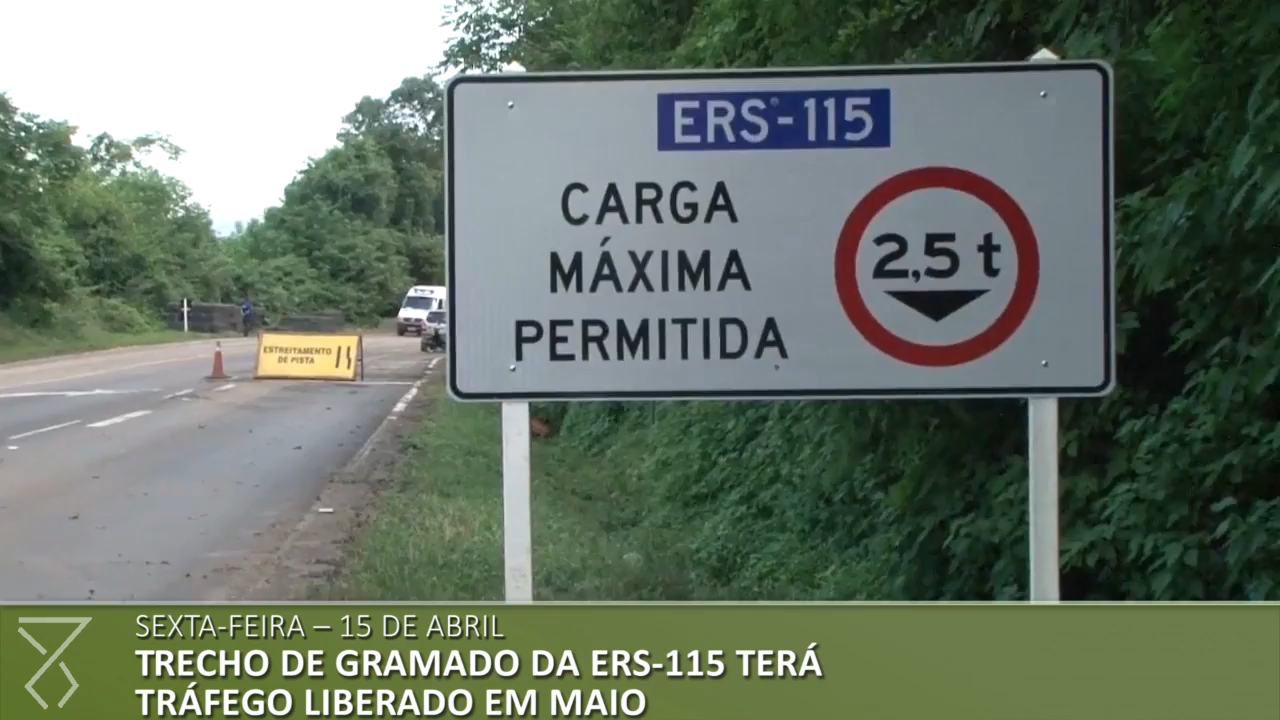 ERS-115
CARGA
MÁXIMA
PERMITIDA
2,5 t
ESTREITAMENTO
DE PISTA
SEXTA-FEIRA – 15 DE ABRIL
TRECHO DE GRAMADO DA ERS-115 TERÁ
TRÁFEGO LIBERADO EM MAIO